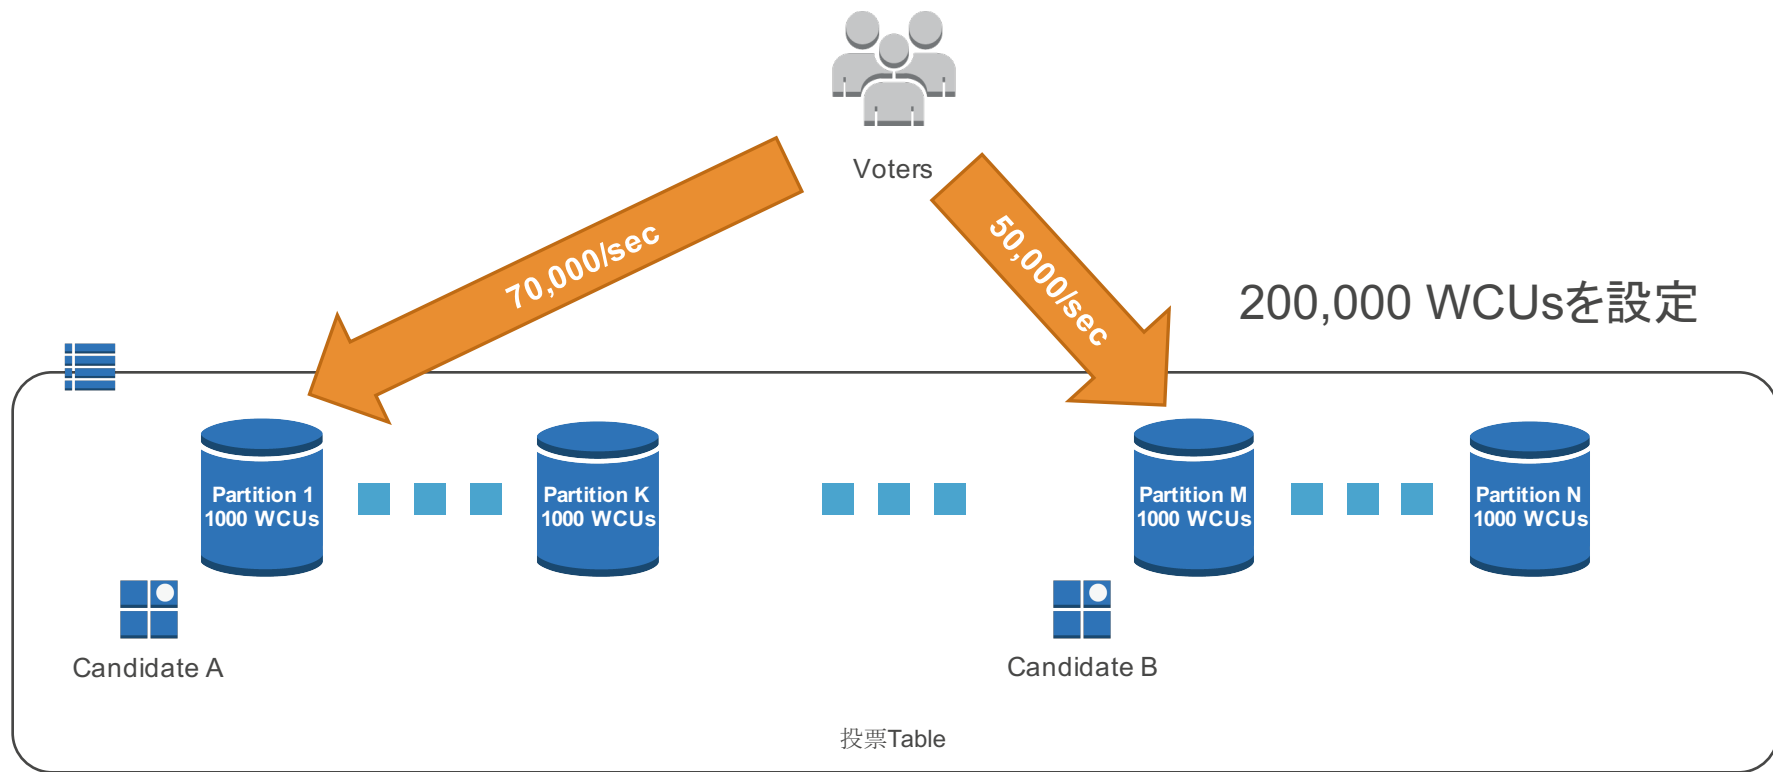 Voters
70,000/sec
50,000/sec
200,000 WCUsを設定
Partition 1
1000 WCUs
Partition K
1000 WCUs
Partition M
1000 WCUs
Partition N
1000 WCUs
Candidate A
Candidate B
投票Table